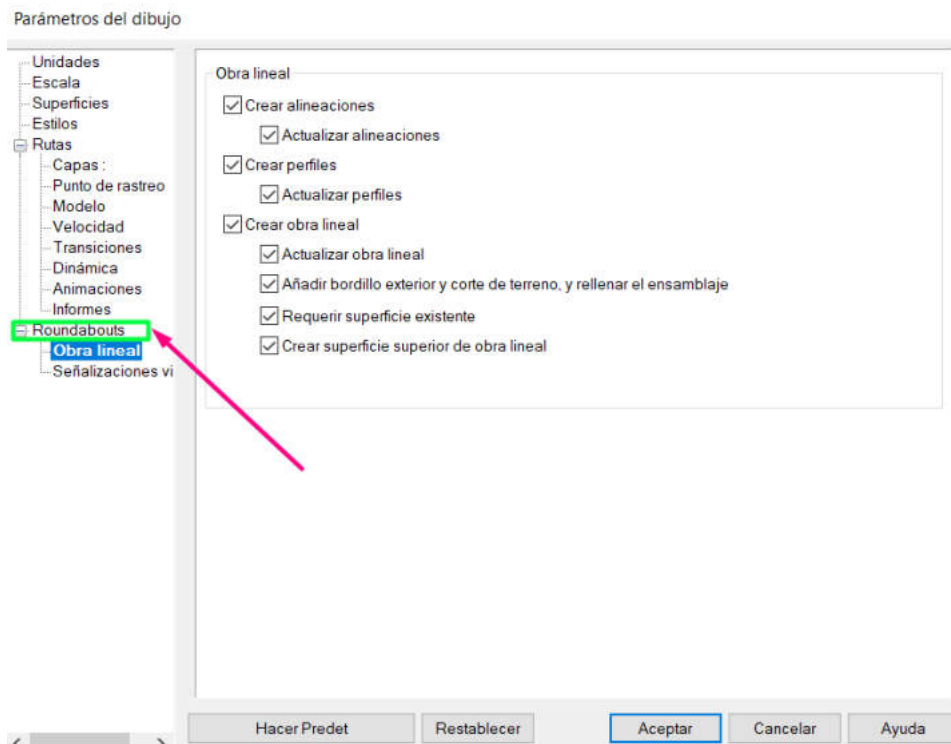 Parámetros del dibujo
Unidades
Escala
Superficies
Estilos
Rutas
Capas :
Punto de rastreo
Modelo
Velocidad
Transiciones
Dinámica
Animaciones
Informes
Roundabouts
Obra lineal
Señalizaciones vi
Obra lineal
Crear alineaciones
Actualizar alineaciones
Crear perfiles
Actualizar perfiles
Crear obra lineal
Actualizar obra lineal
Añadir bordillo exterior y corte de terreno, y rellenar el ensamblaje
Requerir superficie existente
Crear superficie superior de obra lineal
Hacer Predet
Restablecer
Aceptar
Cancelar
Ayuda